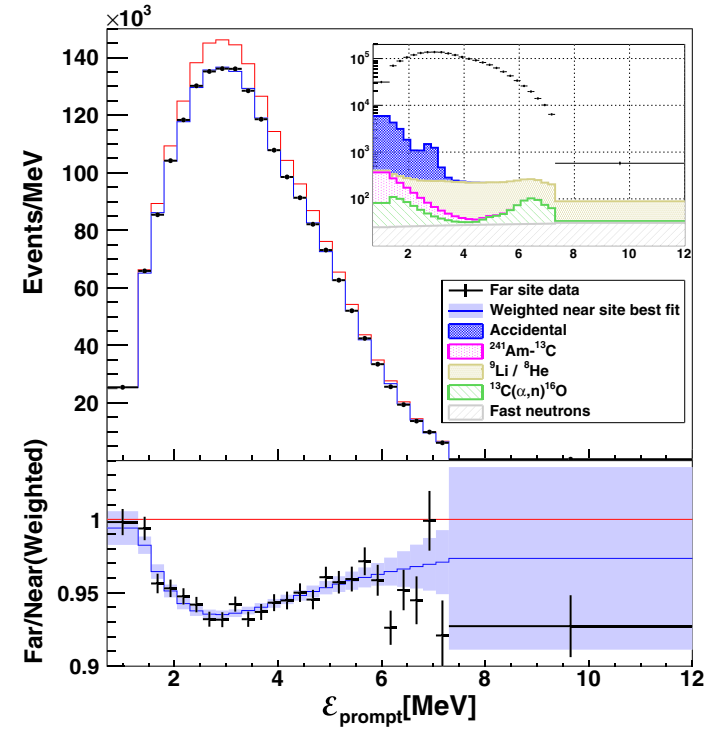 ×10³
Events/MeV
140
120
100
80
60
40
20
10⁵
10⁴
10³
10²
2 4 6 8 10 12
Far site data
Weighted near site best fit
Accidental
²⁴¹Am-¹³C
⁹Li / ⁸He
¹³C(α,n)¹⁶O
Fast neutrons
Far/Near(Weighted)
1
0.95
0.9
2 4 6 8 10 12
ℰprompt[MeV]